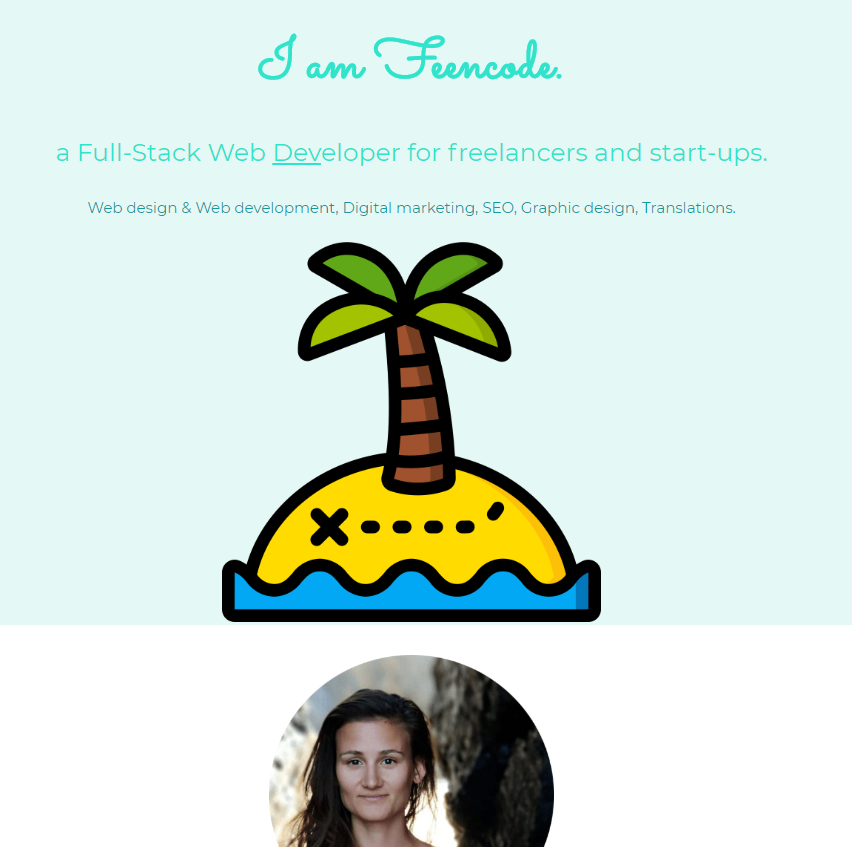 I am Feencode.
a Full-Stack Web Developer for freelancers and start-ups.
Web design & Web development, Digital marketing, SEO, Graphic design, Translations.